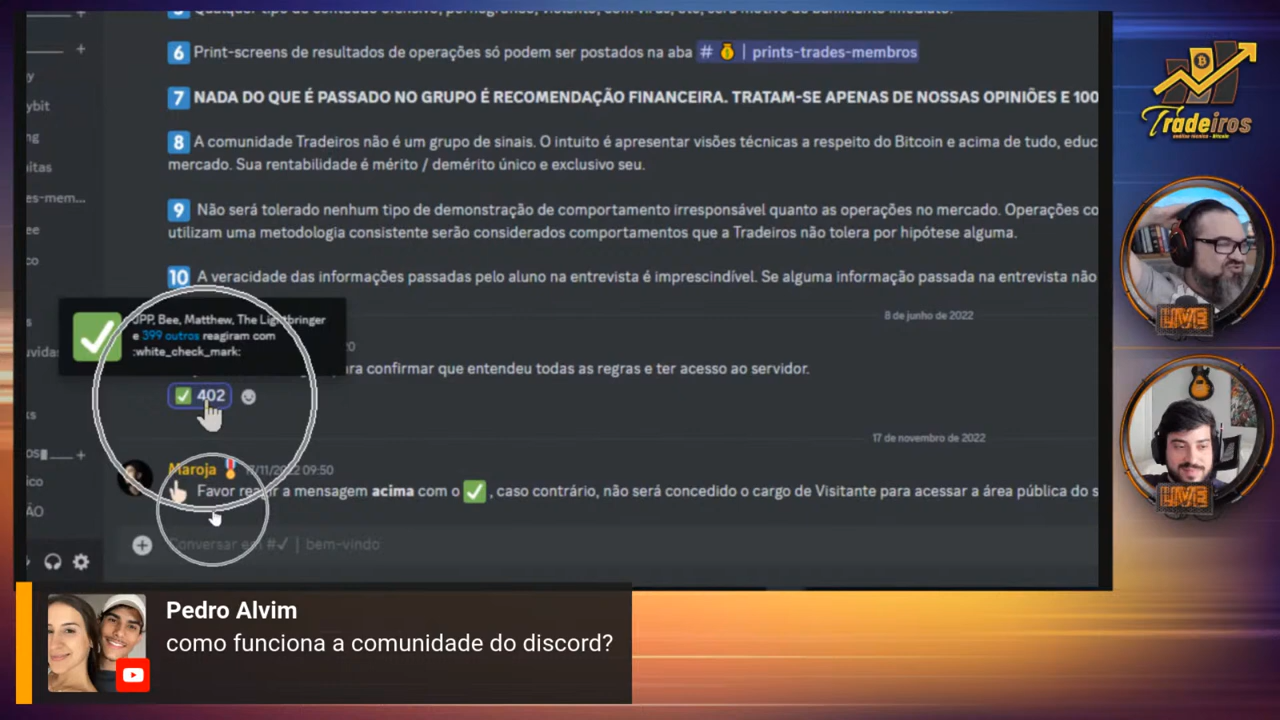 6 Print-screens de resultados de operações só podem ser postados na aba # 💰 | prints-trades-membros
7 NADA DO QUE É PASSADO NO GRUPO É RECOMENDAÇÃO FINANCEIRA. TRATAM-SE APENAS DE NOSSAS OPINIÕES E 100
8 A comunidade Tradeiros não é um grupo de sinais. O intuito é apresentar visões técnicas a respeito do Bitcoin e acima de tudo, educ
mercado. Sua rentabilidade é mérito / demérito único e exclusivo seu.
9 Não será tolerado nenhum tipo de demonstração de comportamento irresponsável quanto as operações no mercado. Operações co
utilizam uma metodologia consistente serão considerados comportamentos que a Tradeiros não tolera por hipótese alguma.
10 A veracidade das informações passadas pelo aluno na entrevista é imprescindível. Se alguma informação passada na entrevista não
8 de junho de 2022
JPP, Bee, Matthew, The Lightbringer
e 399 outros reagiram com
:white_check_mark:
para confirmar que entendeu todas as regras e ter acesso ao servidor.
✅ 402
17 de novembro de 2022
Maroja 🎖 17/11/2022 09:50
Favor reagir a mensagem acima com o ✅, caso contrário, não será concedido o cargo de Visitante para acessar a área pública do s
Conversar em #✓ | bem-vindo
Tradeiros
análise técnica - Bitcoin
LIVE
LIVE
Pedro Alvim
como funciona a comunidade do discord?